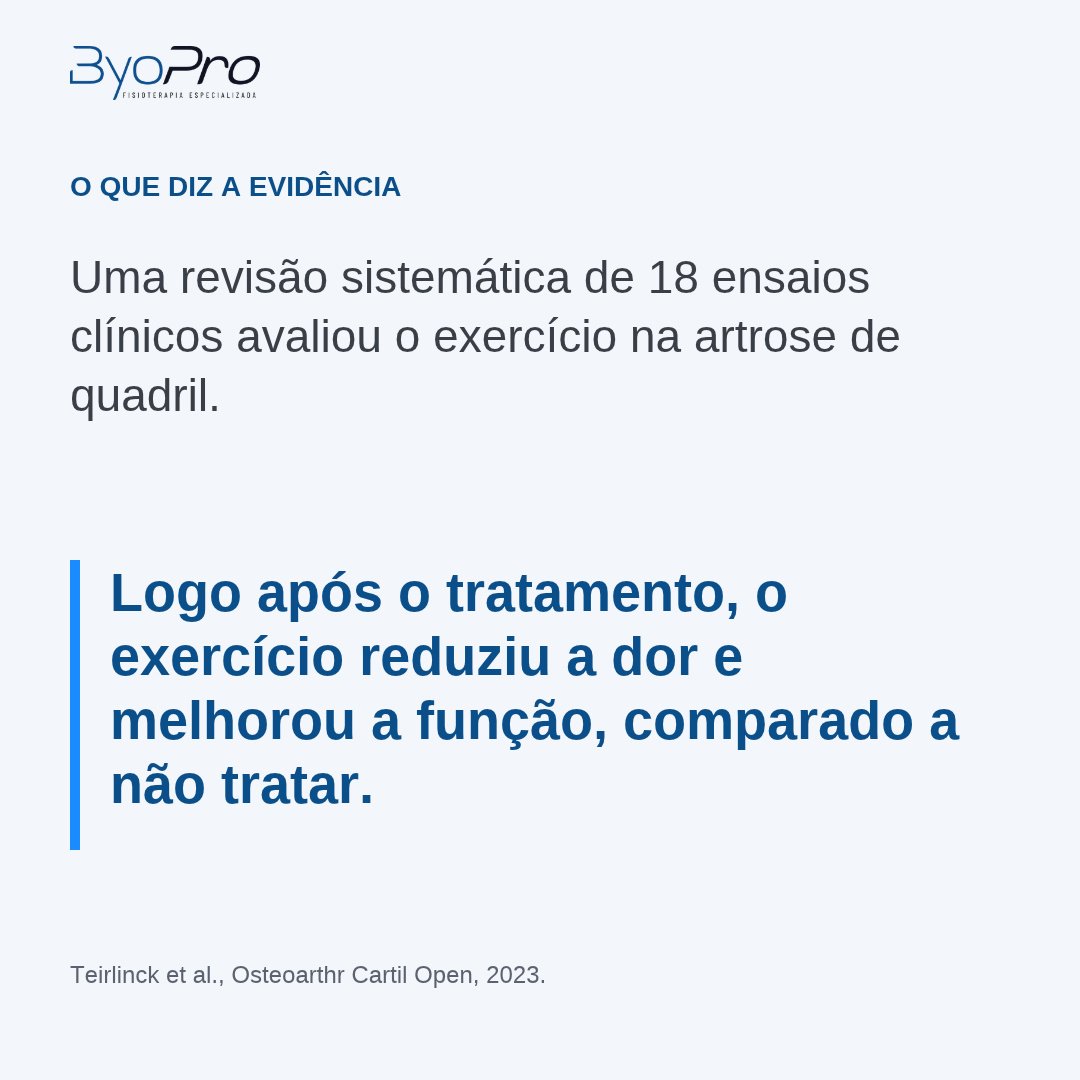 ByoPro
FISIOTERAPIA ESPECIALIZADA
O QUE DIZ A EVIDÊNCIA
Uma revisão sistemática de 18 ensaios
clínicos avaliou o exercício na artrose de
quadril.
Logo após o tratamento, o
exercício reduziu a dor e
melhorou a função, comparado a
não tratar.
Teirlinck et al., Osteoarthr Cartil Open, 2023.